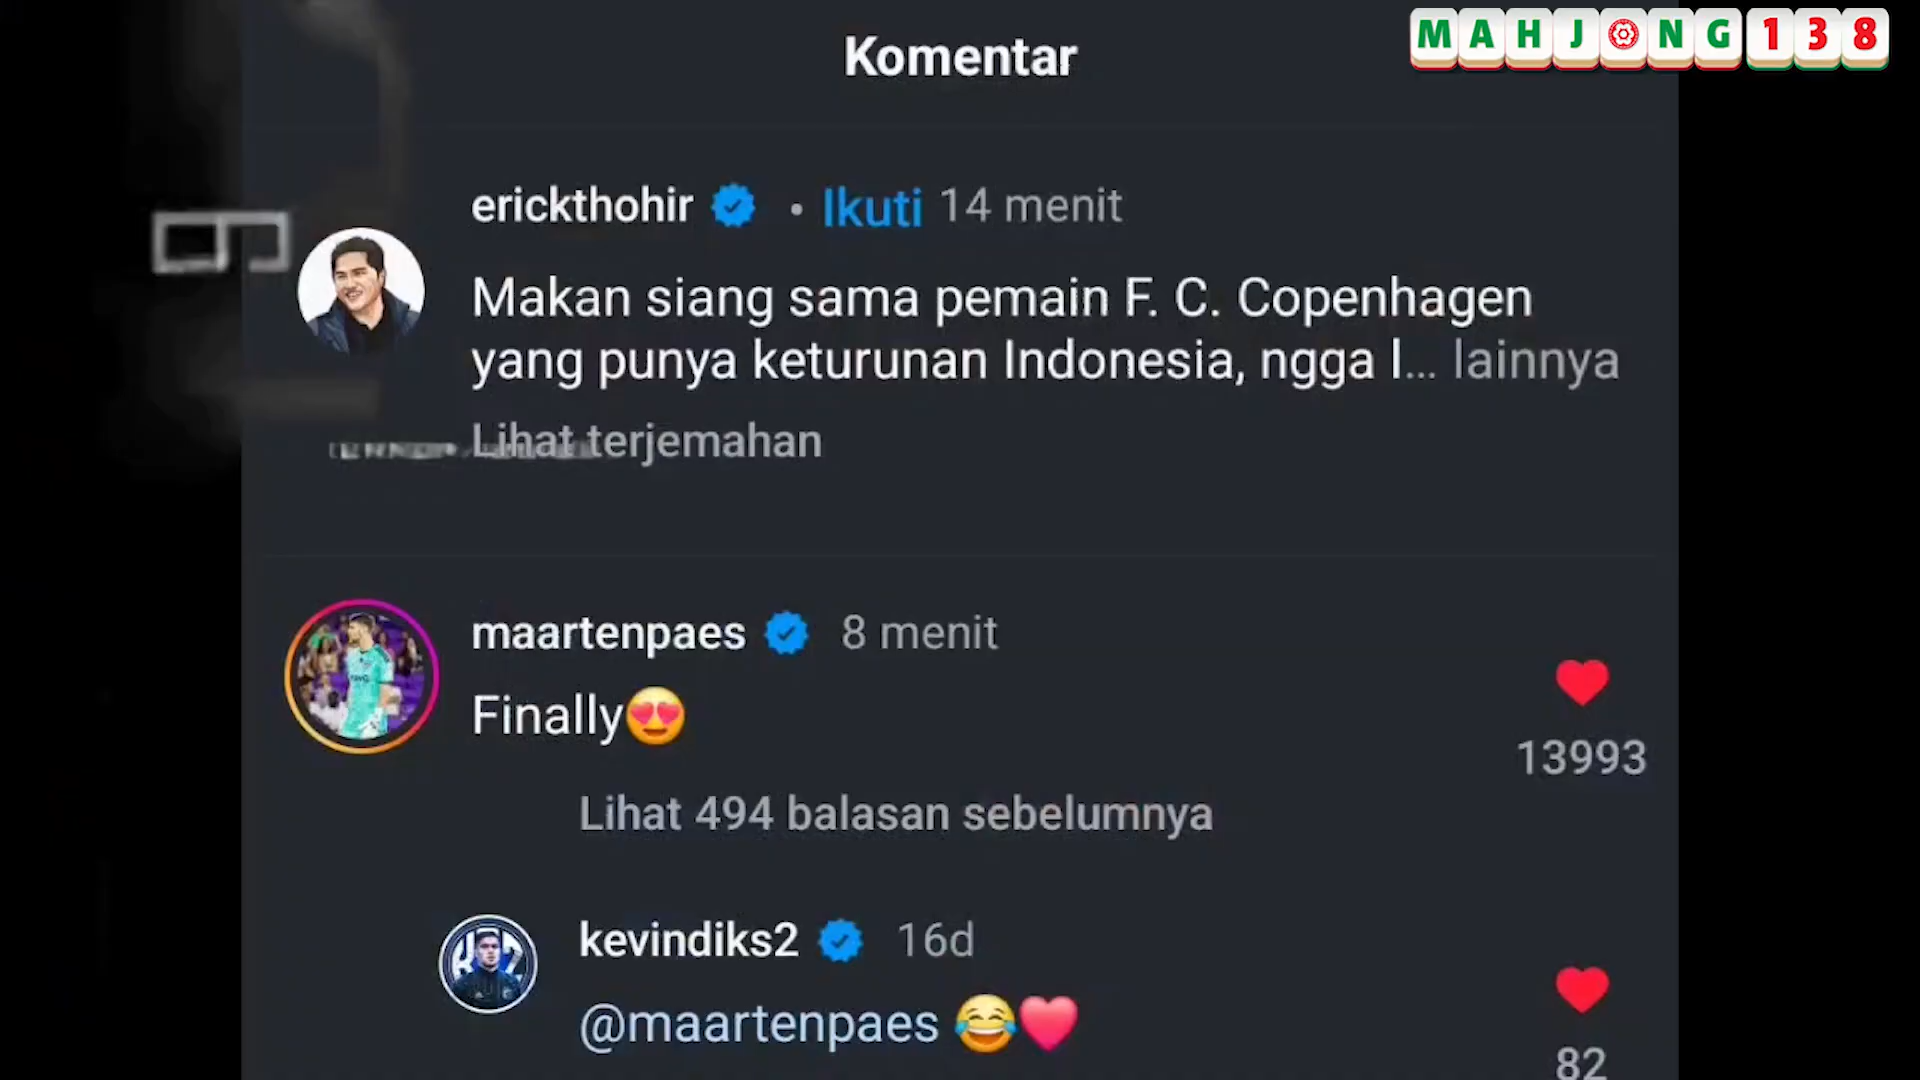 MAHJONG138
Komentar
erickthohir • Ikuti 14 menit
Makan siang sama pemain F. C. Copenhagen
yang punya keturunan Indonesia, ngga l... lainnya
Lihat terjemahan
maartenpaes 8 menit
Finally😍
13993
Lihat 494 balasan sebelumnya
kevindiks2 16d
@maartenpaes 😂❤️
82